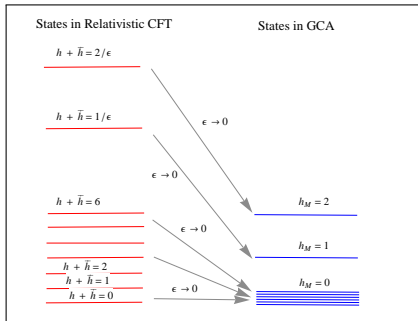 States in Relativistic CFT
States in GCA
h + h̄ = 2/ϵ
ϵ → 0
h + h̄ = 1/ϵ
ϵ → 0
h + h̄ = 6
h_M = 2
ϵ → 0
h_M = 1
h + h̄ = 2
h + h̄ = 1
h_M = 0
h + h̄ = 0
ϵ → 0